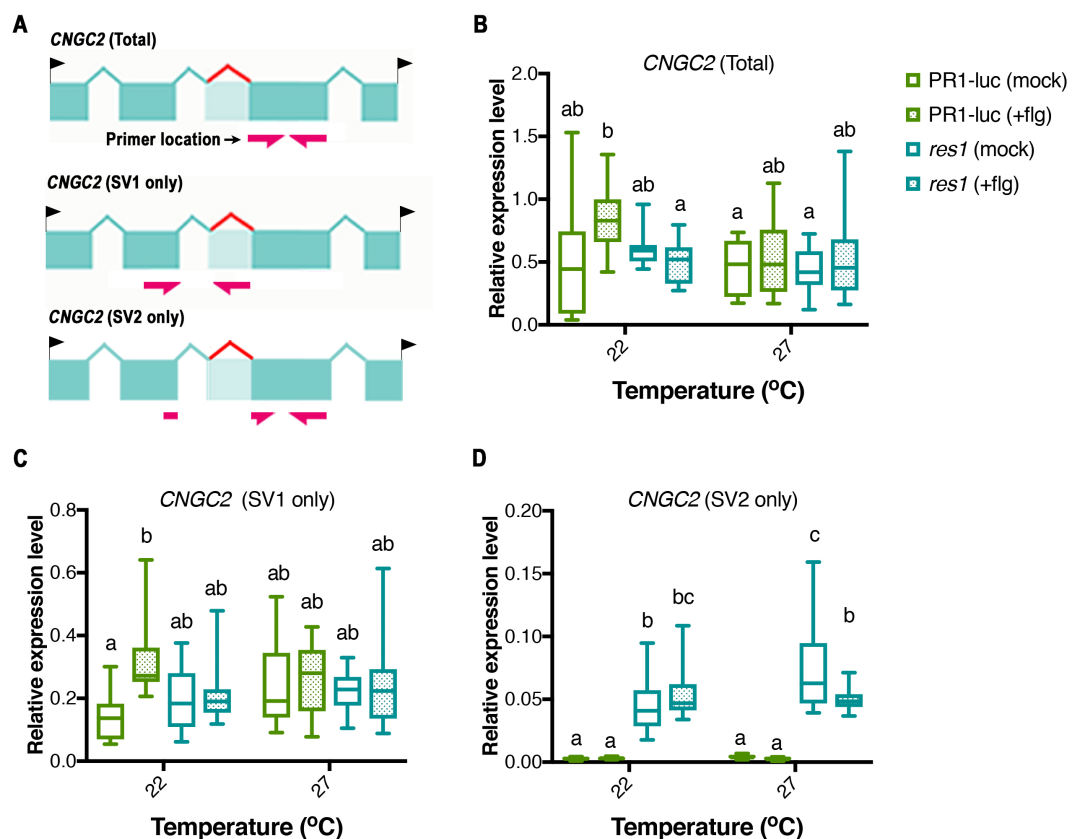 A
CNGC2 (Total)
Primer location →
CNGC2 (SV1 only)
CNGC2 (SV2 only)
B
CNGC2 (Total)
Relative expression level
2.0
1.5
1.0
0.5
0.0
ab
b
ab
a
a
ab
a
ab
22
27
Temperature (ºC)
PR1-luc (mock)
PR1-luc (+flg)
res1 (mock)
res1 (+flg)
C
CNGC2 (SV1 only)
Relative expression level
0.8
0.6
0.4
0.2
0.0
a
b
ab
ab
ab
ab
ab
ab
22
27
Temperature (ºC)
D
CNGC2 (SV2 only)
Relative expression level
0.20
0.15
0.10
0.05
0.00
a
a
b
bc
a
a
c
b
22
27
Temperature (ºC)